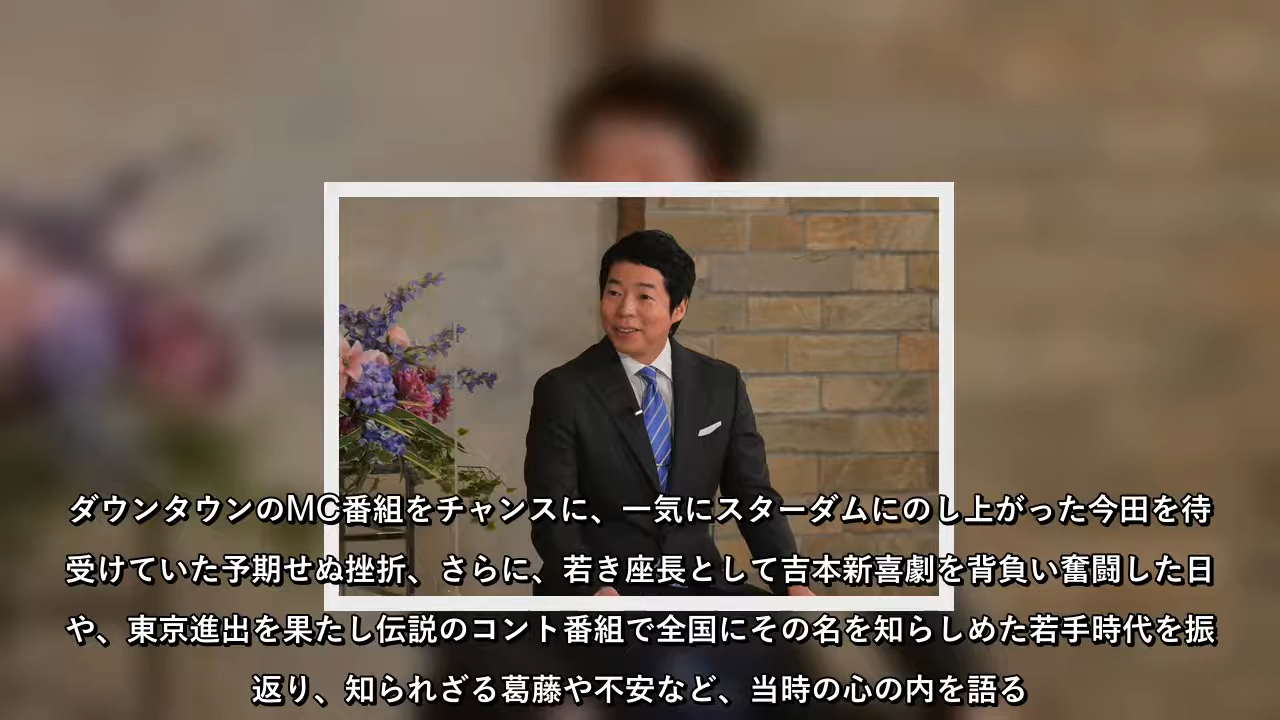 ダウンタウンのMC番組をチャンスに、一気にスターダムにのし上がった今田を待
受けていた予期せぬ挫折、さらに、若き座長として吉本新喜劇を背負い奮闘した日
や、東京進出を果たし伝説のコント番組で全国にその名を知らしめた若手時代を振
返り、知られざる葛藤や不安など、当時の心の内を語る